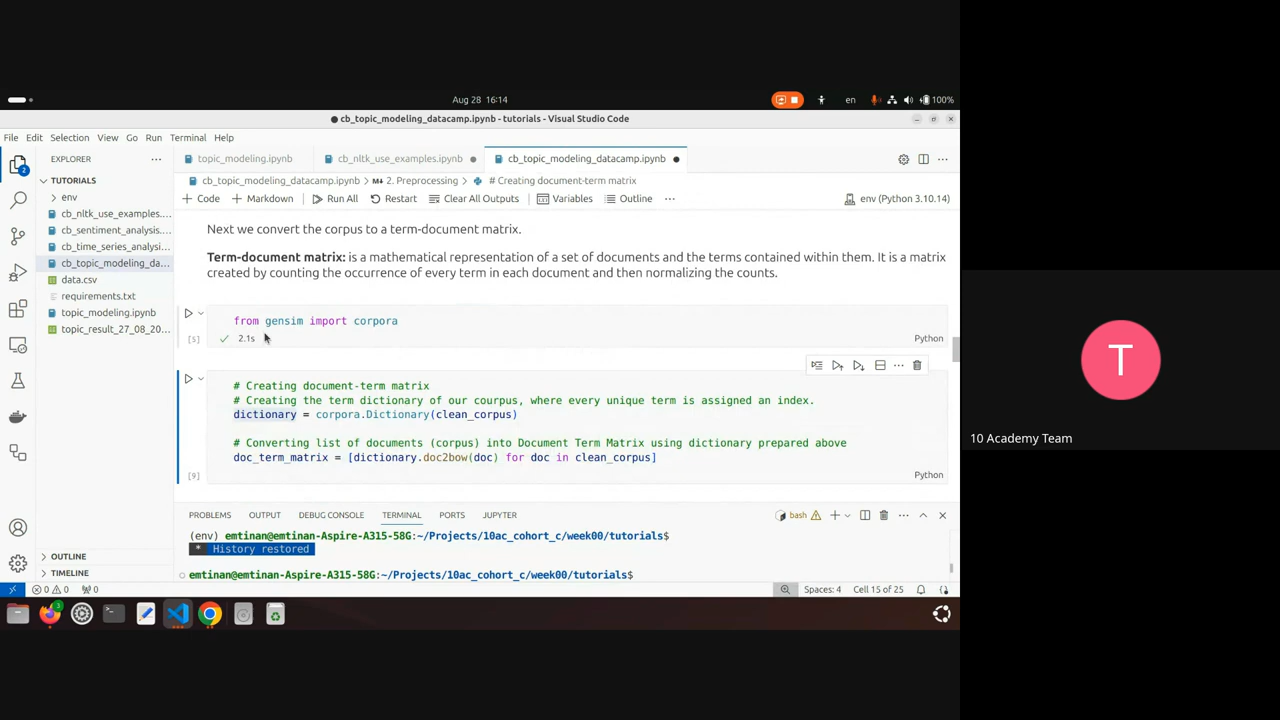 Aug 28 16:14
en
100%
● cb_topic_modeling_datacamp.ipynb - tutorials - Visual Studio Code
File Edit Selection View Go Run Terminal Help
EXPLORER
topic_modeling.ipynb
cb_nltk_use_examples.ipynb
cb_topic_modeling_datacamp.ipynb
TUTORIALS
cb_topic_modeling_datacamp.ipynb > 2. Preprocessing > # Creating document-term matrix
env
+ Code + Markdown Run All Restart Clear All Outputs Variables Outline ... env (Python 3.10.14)
cb_nltk_use_examples....
cb_sentiment_analysis....
cb_time_series_analysi...
cb_topic_modeling_da...
data.csv
requirements.txt
topic_modeling.ipynb
topic_result_27_08_20...
2
Next we convert the corpus to a term-document matrix.
Term-document matrix: is a mathematical representation of a set of documents and the terms contained within them. It is a matrix
created by counting the occurrence of every term in each document and then normalizing the counts.
from gensim import corpora
[5] 2.1s Python
# Creating document-term matrix
# Creating the term dictionary of our courpus, where every unique term is assigned an index.
dictionary = corpora.Dictionary(clean_corpus)
# Converting list of documents (corpus) into Document Term Matrix using dictionary prepared above
doc_term_matrix = [dictionary.doc2bow(doc) for doc in clean_corpus]
[9] Python
PROBLEMS OUTPUT DEBUG CONSOLE TERMINAL PORTS JUPYTER
bash
(env) emtinan@emtinan-Aspire-A315-58G:~/Projects/10ac_cohort_c/week00/tutorials$
* History restored
emtinan@emtinan-Aspire-A315-58G:~/Projects/10ac_cohort_c/week00/tutorials$
OUTLINE
TIMELINE
0 0 0
Spaces: 4 Cell 15 of 25
3
T
10 Academy Team